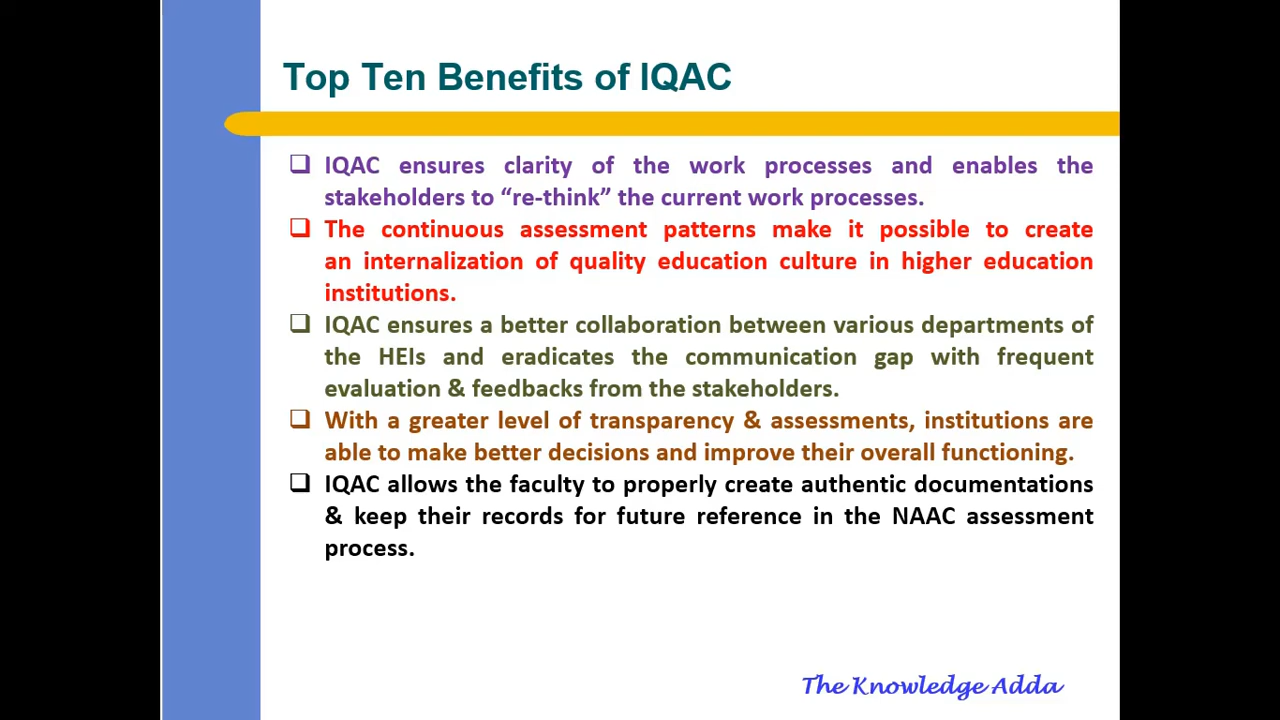 Top Ten Benefits of IQAC
IQAC ensures clarity of the work processes and enables the
stakeholders to “re-think” the current work processes.
The continuous assessment patterns make it possible to create
an internalization of quality education culture in higher education
institutions.
IQAC ensures a better collaboration between various departments of
the HEIs and eradicates the communication gap with frequent
evaluation & feedbacks from the stakeholders.
With a greater level of transparency & assessments, institutions are
able to make better decisions and improve their overall functioning.
IQAC allows the faculty to properly create authentic documentations
& keep their records for future reference in the NAAC assessment
process.
The Knowledge Adda